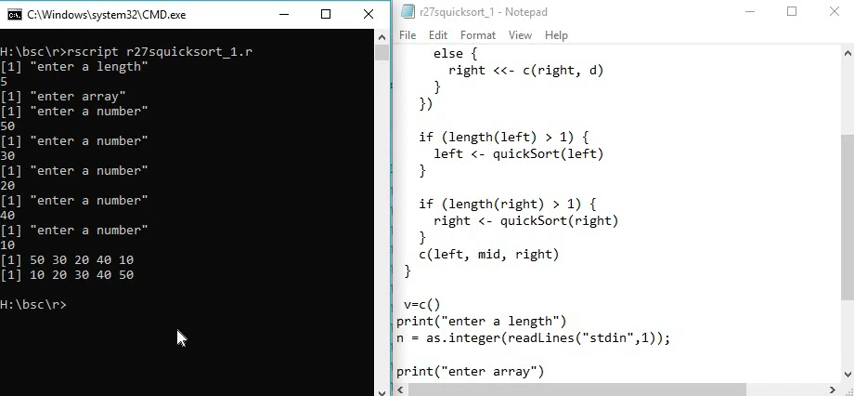 C:\Windows\system32\CMD.exe
H:\bsc\r>rscript r27squicksort_1.r
[1] "enter a length"
5
[1] "enter array"
[1] "enter a number"
50
[1] "enter a number"
30
[1] "enter a number"
20
[1] "enter a number"
40
[1] "enter a number"
10
[1] 50 30 20 40 10
[1] 10 20 30 40 50
H:\bsc\r>
r27squicksort_1 - Notepad
File Edit Format View Help
else {
right <<- c(right, d)
}
})
if (length(left) > 1) {
left <- quickSort(left)
}
if (length(right) > 1) {
right <- quickSort(right)
}
c(left, mid, right)
}
v=c()
print("enter a length")
n = as.integer(readLines("stdin",1));
print("enter array")